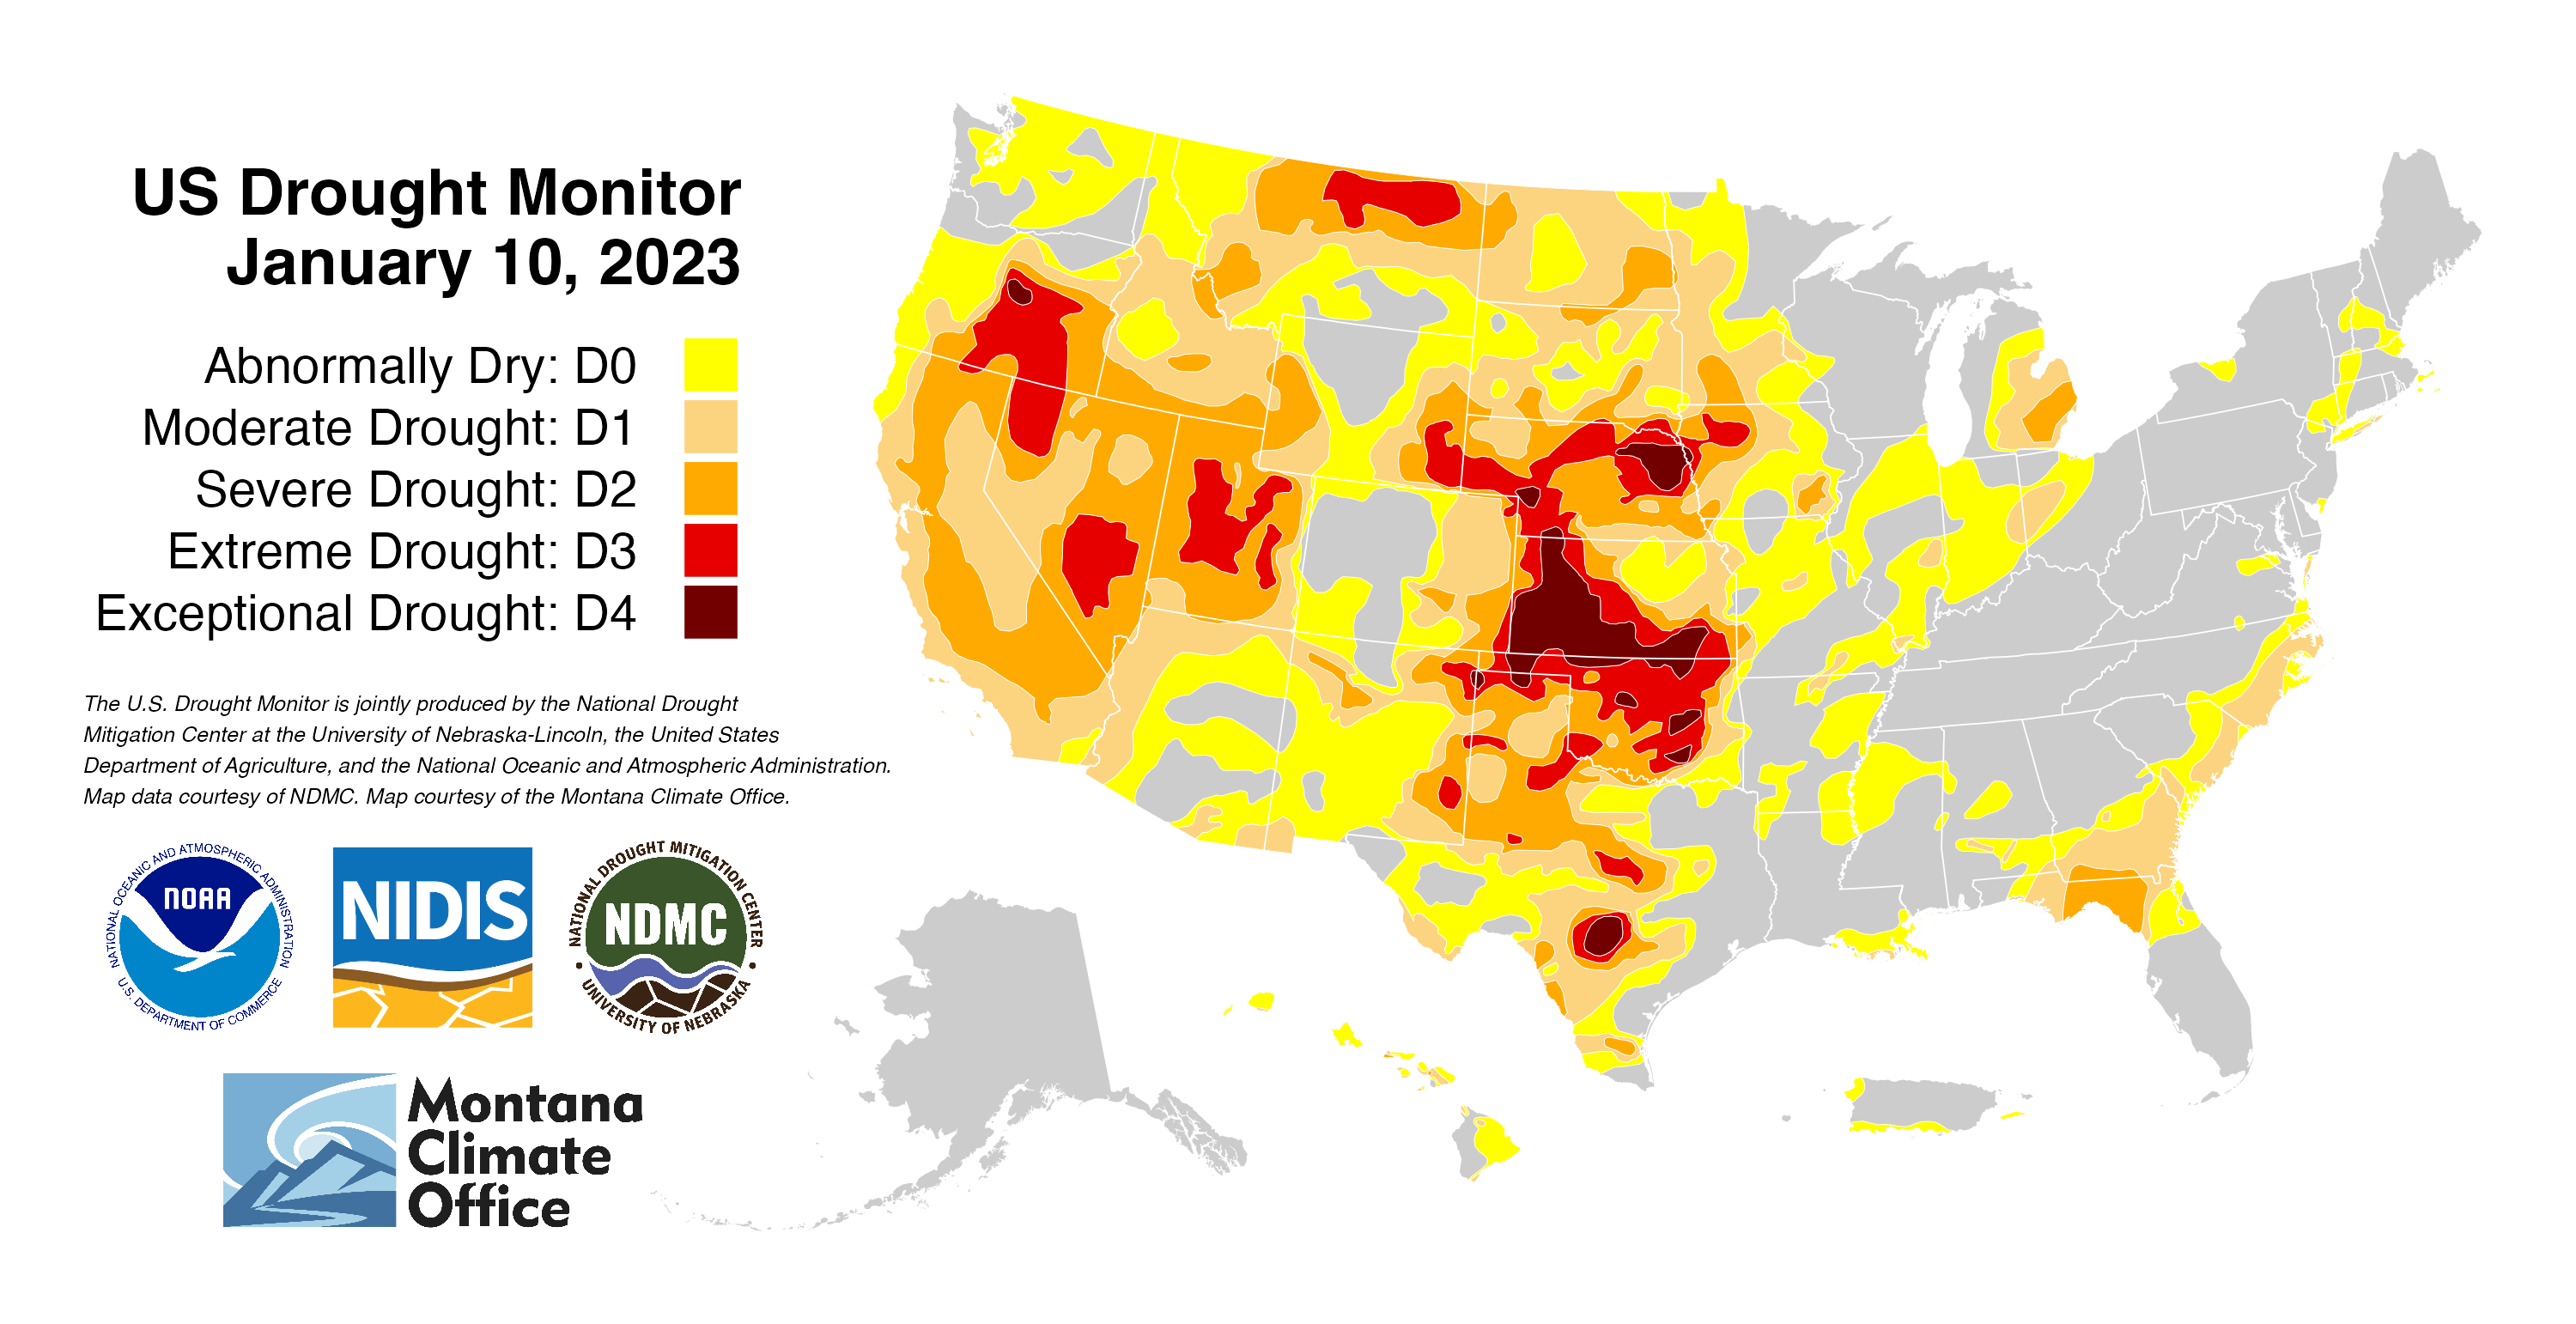 US Drought Monitor
January 10, 2023
Abnormally Dry: D0
Moderate Drought: D1
Severe Drought: D2
Extreme Drought: D3
Exceptional Drought: D4
The U.S. Drought Monitor is jointly produced by the National Drought
Mitigation Center at the University of Nebraska-Lincoln, the United States
Department of Agriculture, and the National Oceanic and Atmospheric Administration.
Map data courtesy of NDMC. Map courtesy of the Montana Climate Office.
NATIONAL OCEANIC AND ATMOSPHERIC ADMINISTRATION
NOAA
U.S. DEPARTMENT OF COMMERCE
NIDIS
NATIONAL DROUGHT MITIGATION CENTER
NDMC
UNIVERSITY OF NEBRASKA
Montana
Climate
Office